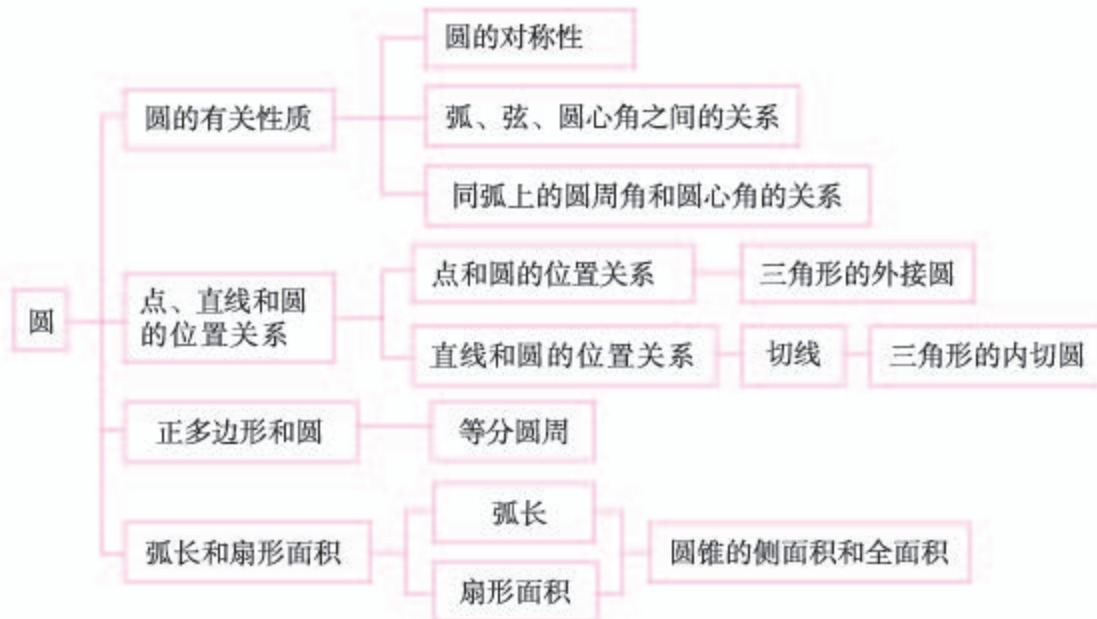 圆的对称性
圆的有关性质
弧、弦、圆心角之间的关系
同弧上的圆周角和圆心角的关系
圆
点、直线和圆
的位置关系
点和圆的位置关系
三角形的外接圆
直线和圆的位置关系
切线
三角形的内切圆
正多边形和圆
等分圆周
弧长和扇形面积
弧长
扇形面积
圆锥的侧面积和全面积